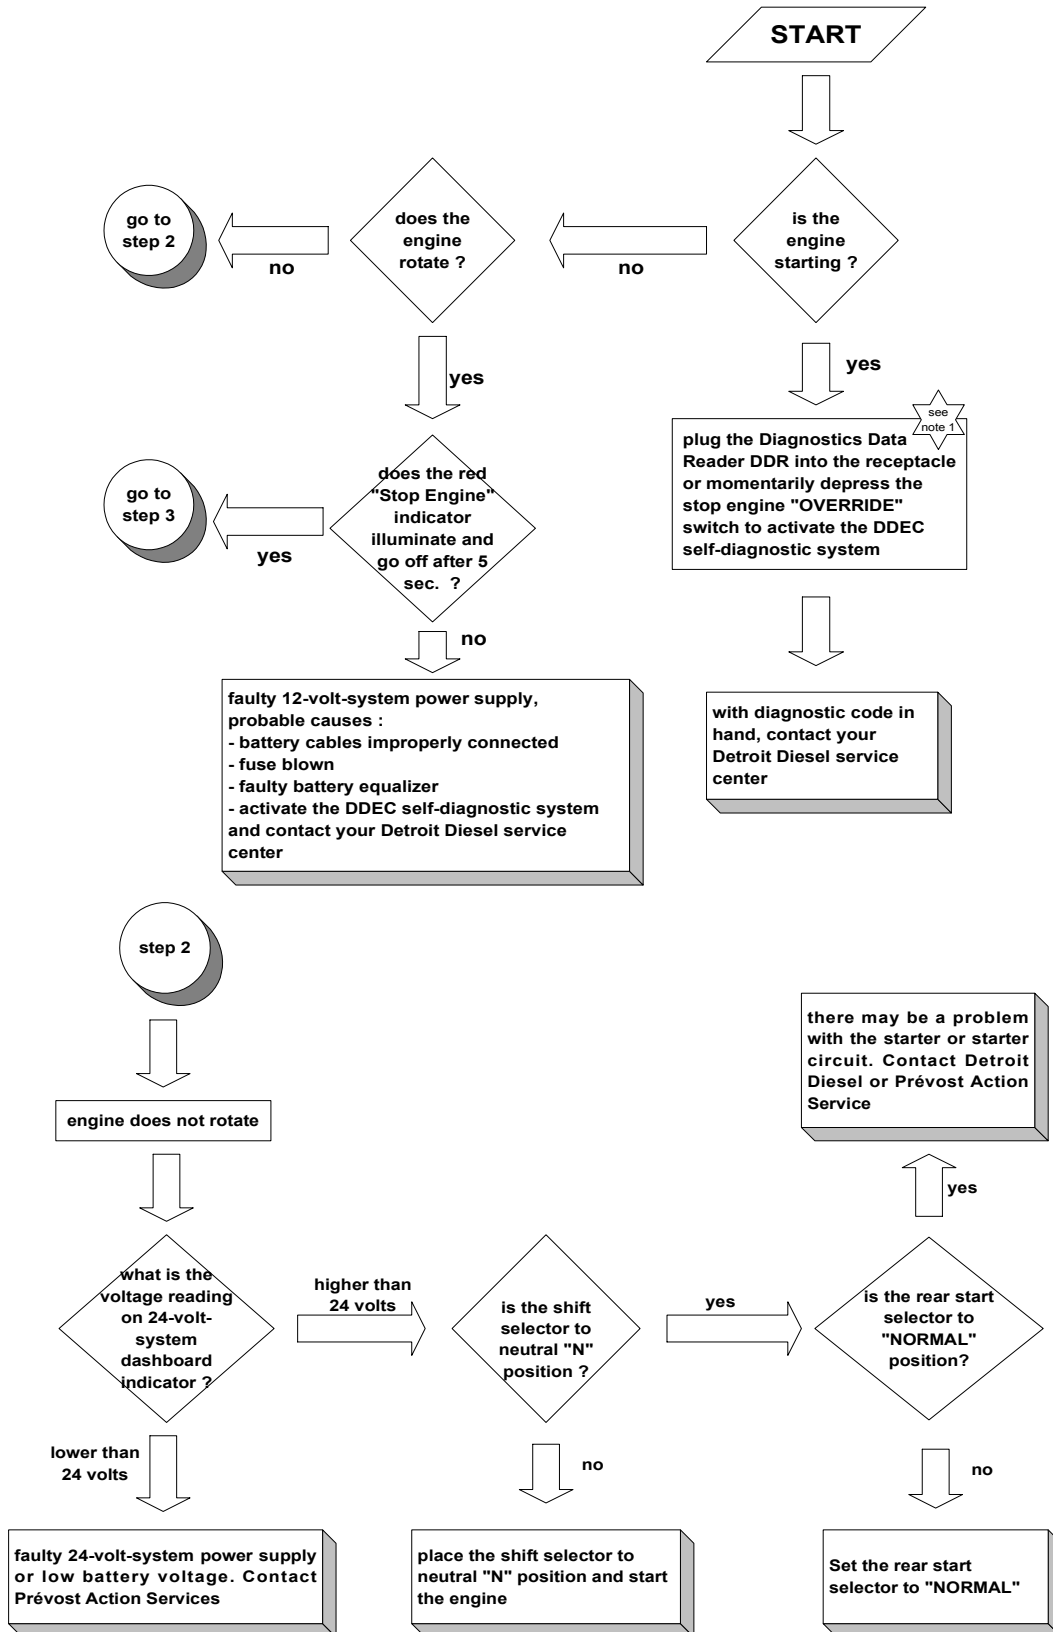 START
is the
engine
starting ?
no
does the
engine
rotate ?
no
go to
step 2
yes
see
note 1
plug the Diagnostics Data
Reader DDR into the receptacle
or momentarily depress the
stop engine "OVERRIDE"
switch to activate the DDEC
self-diagnostic system
yes
does the red
"Stop Engine"
indicator
illuminate and
go off after 5
sec. ?
yes
go to
step 3
no
faulty 12-volt-system power supply,
probable causes :
- battery cables improperly connected
- fuse blown
- faulty battery equalizer
- activate the DDEC self-diagnostic system
and contact your Detroit Diesel service
center
with diagnostic code in
hand, contact your
Detroit Diesel service
center
step 2
engine does not rotate
what is the
voltage reading
on 24-volt-
system
dashboard
indicator ?
higher than
24 volts
is the shift
selector to
neutral "N"
position ?
yes
is the rear start
selector to
"NORMAL"
position?
yes
there may be a problem
with the starter or starter
circuit. Contact Detroit
Diesel or Prévost Action
Service
lower than
24 volts
no
no
faulty 24-volt-system power supply
or low battery voltage. Contact
Prévost Action Services
place the shift selector to
neutral "N" position and start
the engine
Set the rear start
selector to "NORMAL"